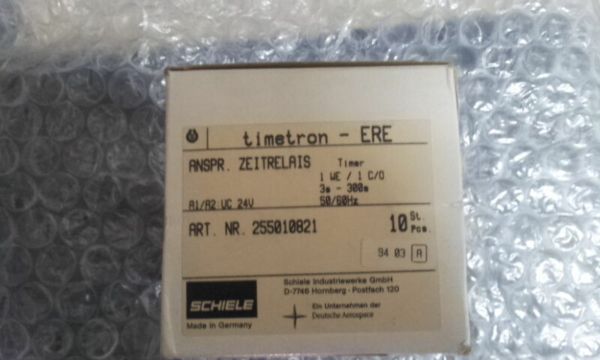 timetron - ERE
ANSPR. ZEITRELAIS Timer
1 WE / 1 C/O
3s - 300s
A1/A2 UC 24V 50/60Hz
ART. NR. 255010821 10 St.
Pcs.
94 03 A
Schiele Industriewerke GmbH
D-7746 Hornberg · Postfach 120
SCHIELE
Ein Unternehmen der
Deutsche Aerospace
Made in Germany